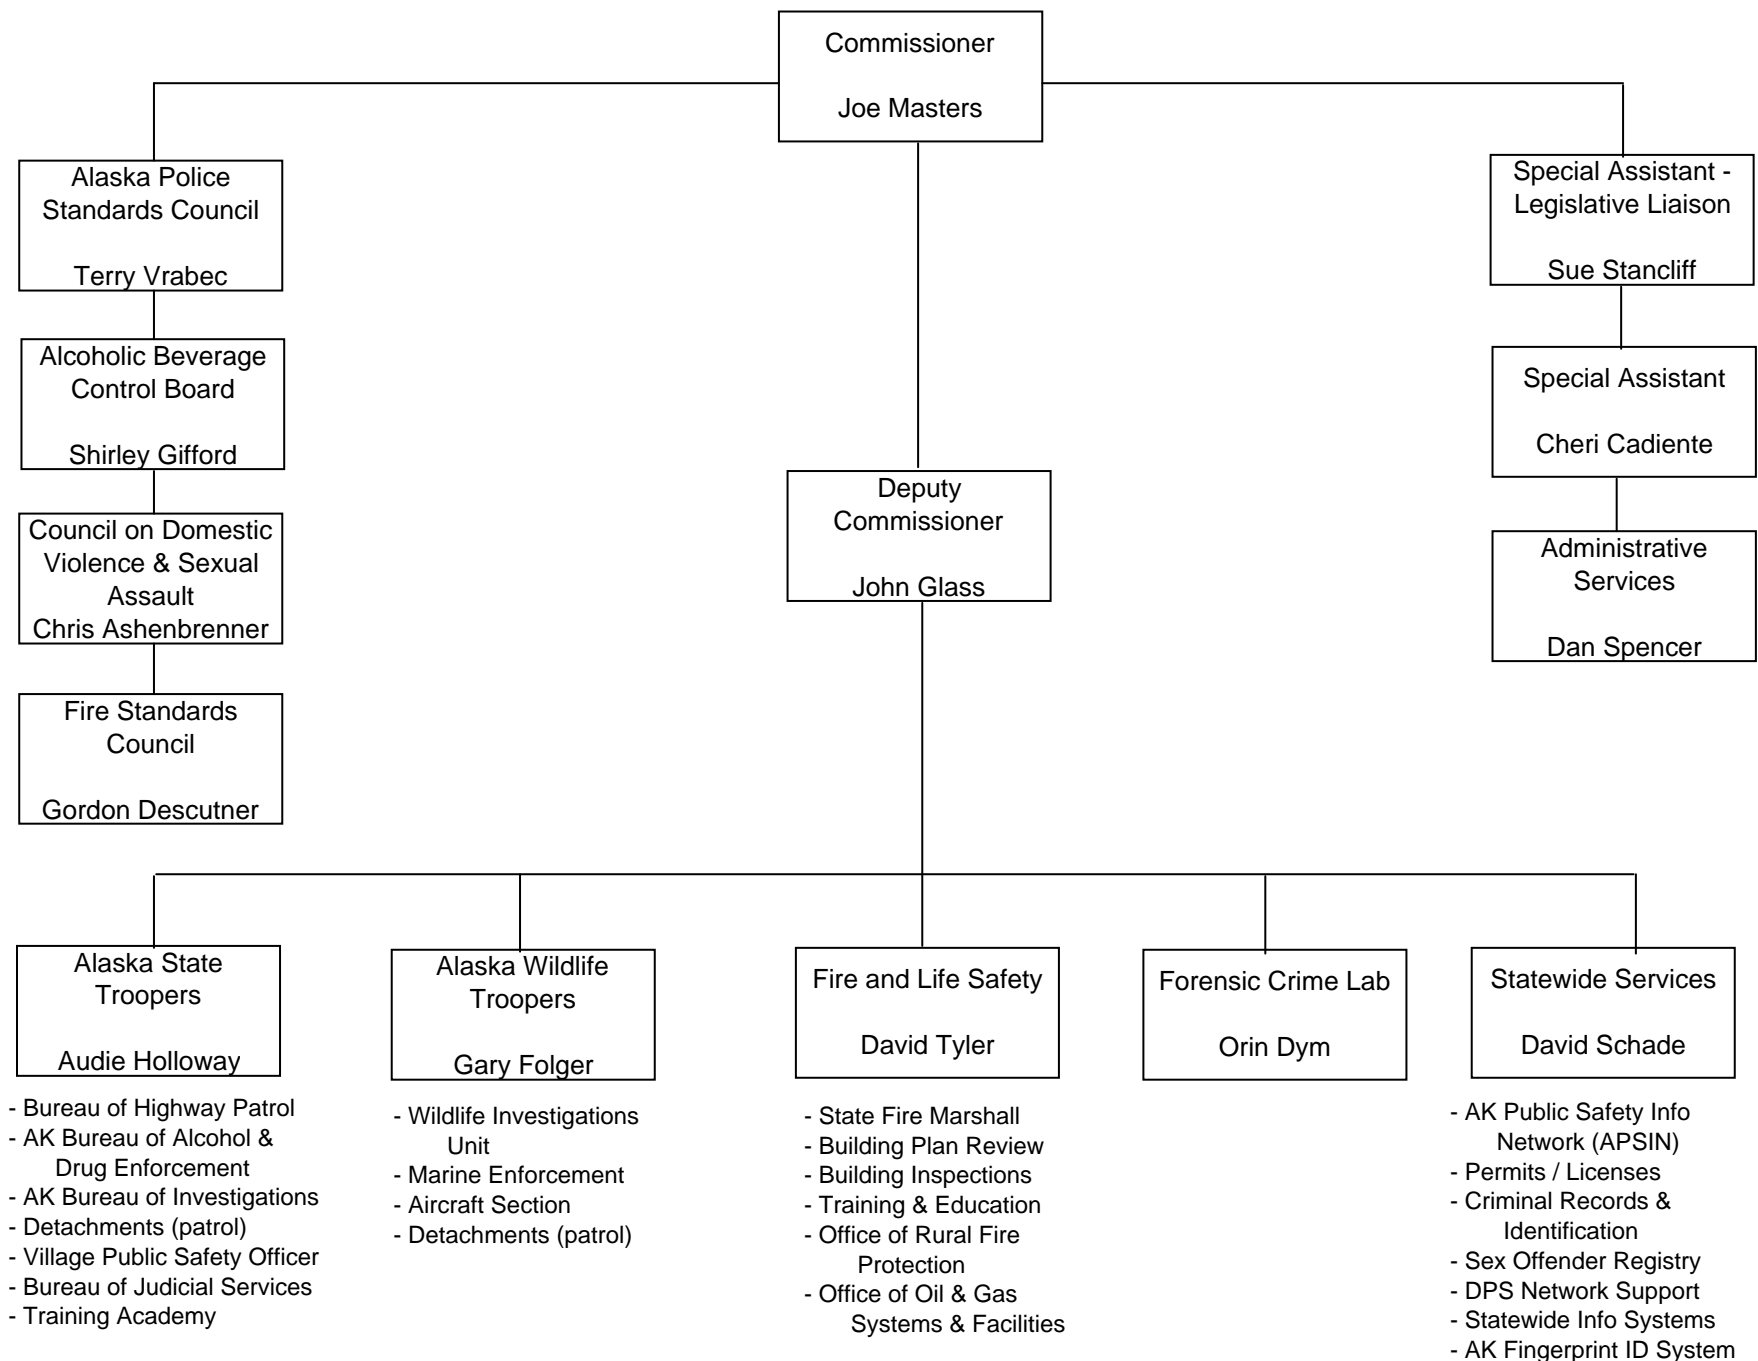 Commissioner
Joe Masters
Alaska Police
Standards Council
Terry Vrabec
Alcoholic Beverage
Control Board
Shirley Gifford
Council on Domestic
Violence & Sexual
Assault
Chris Ashenbrenner
Fire Standards
Council
Gordon Descutner
Special Assistant -
Legislative Liaison
Sue Stancliff
Special Assistant
Cheri Cadiente
Administrative
Services
Dan Spencer
Deputy
Commissioner
John Glass
Alaska State
Troopers
Audie Holloway
- Bureau of Highway Patrol
- AK Bureau of Alcohol &
Drug Enforcement
- AK Bureau of Investigations
- Detachments (patrol)
- Village Public Safety Officer
- Bureau of Judicial Services
- Training Academy
Alaska Wildlife
Troopers
Gary Folger
- Wildlife Investigations
Unit
- Marine Enforcement
- Aircraft Section
- Detachments (patrol)
Fire and Life Safety
David Tyler
- State Fire Marshall
- Building Plan Review
- Building Inspections
- Training & Education
- Office of Rural Fire
Protection
- Office of Oil & Gas
Systems & Facilities
Forensic Crime Lab
Orin Dym
Statewide Services
David Schade
- AK Public Safety Info
Network (APSIN)
- Permits / Licenses
- Criminal Records &
Identification
- Sex Offender Registry
- DPS Network Support
- Statewide Info Systems
- AK Fingerprint ID System